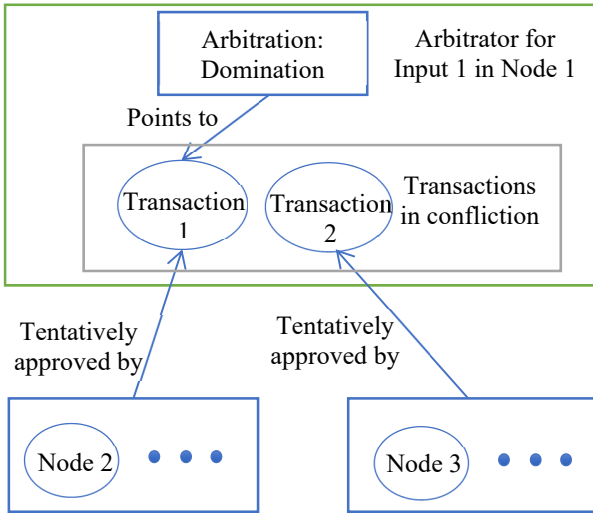 Arbitration:
Domination
Arbitrator for
Input 1 in Node 1
Points to
Transaction
1
Transaction
2
Transactions
in confliction
Tentatively
approved by
Tentatively
approved by
Node 2
Node 3